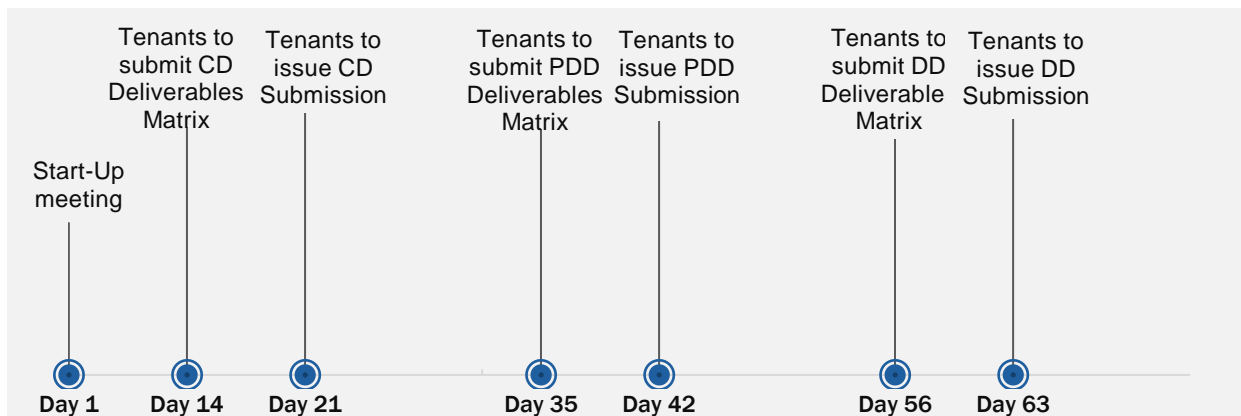 Start-Up
meeting
Tenants to
submit CD
Deliverables
Matrix
Tenants to
issue CD
Submission
Tenants to
submit PDD
Deliverables
Matrix
Tenants to
issue PDD
Submission
Tenants to
submit DD
Deliverable
Matrix
Tenants to
issue DD
Submission
Day 1
Day 14
Day 21
Day 35
Day 42
Day 56
Day 63